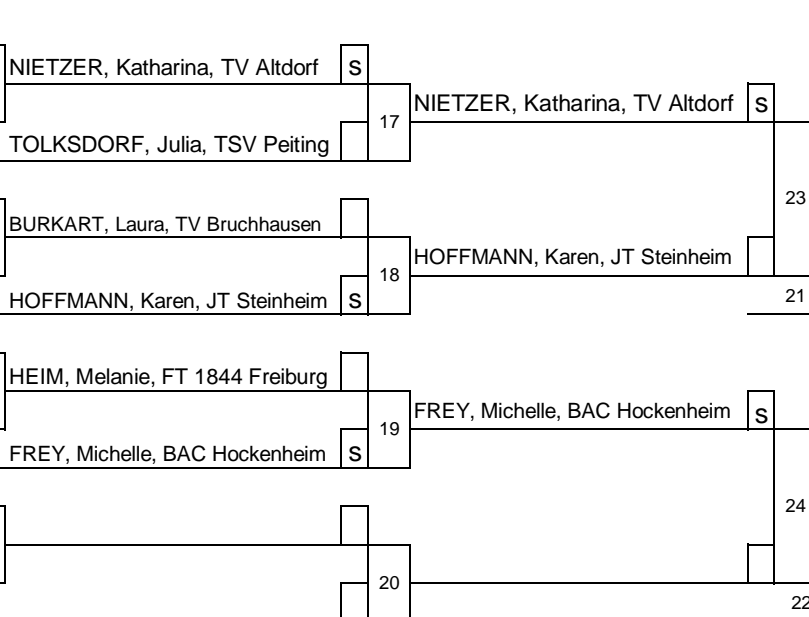 NIETZER, Katharina, TV Altdorf s
NIETZER, Katharina, TV Altdorf s
17
TOLKSDORF, Julia, TSV Peiting
23
BURKART, Laura, TV Bruchhausen
HOFFMANN, Karen, JT Steinheim
18
HOFFMANN, Karen, JT Steinheim s
21
HEIM, Melanie, FT 1844 Freiburg
FREY, Michelle, BAC Hockenheim s
19
FREY, Michelle, BAC Hockenheim s
24
20
22